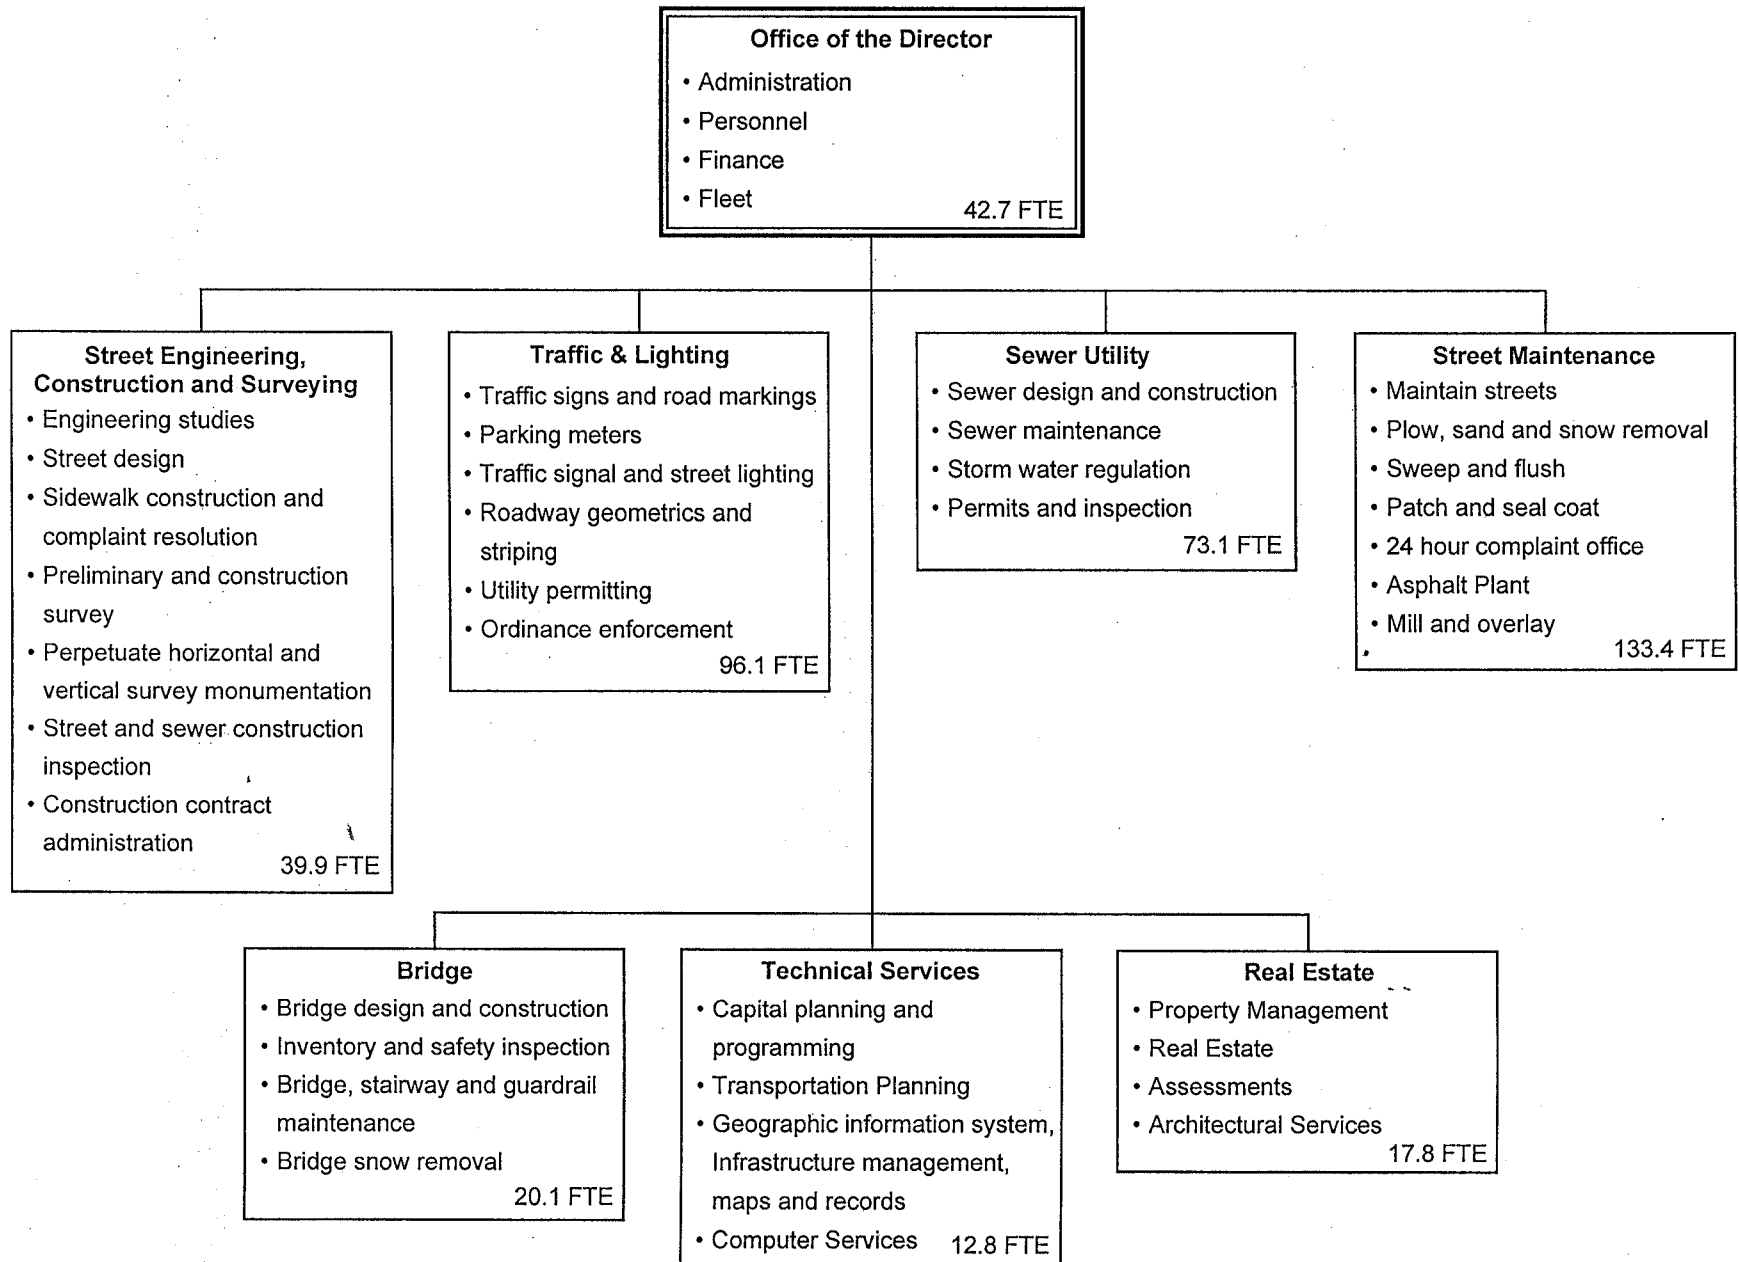 Office of the Director
• Administration
• Personnel
• Finance
• Fleet
42.7 FTE
Street Engineering,
Construction and Surveying
• Engineering studies
• Street design
• Sidewalk construction and
complaint resolution
• Preliminary and construction
survey
• Perpetuate horizontal and
vertical survey monumentation
• Street and sewer construction
inspection
• Construction contract
administration
39.9 FTE
Traffic & Lighting
• Traffic signs and road markings
• Parking meters
• Traffic signal and street lighting
• Roadway geometrics and
striping
• Utility permitting
• Ordinance enforcement
96.1 FTE
Sewer Utility
• Sewer design and construction
• Sewer maintenance
• Storm water regulation
• Permits and inspection
73.1 FTE
Street Maintenance
• Maintain streets
• Plow, sand and snow removal
• Sweep and flush
• Patch and seal coat
• 24 hour complaint office
• Asphalt Plant
• Mill and overlay
133.4 FTE
Bridge
• Bridge design and construction
• Inventory and safety inspection
• Bridge, stairway and guardrail
maintenance
• Bridge snow removal
20.1 FTE
Technical Services
• Capital planning and
programming
• Transportation Planning
• Geographic information system,
Infrastructure management,
maps and records
• Computer Services 12.8 FTE
Real Estate
• Property Management
• Real Estate
• Assessments
• Architectural Services
17.8 FTE